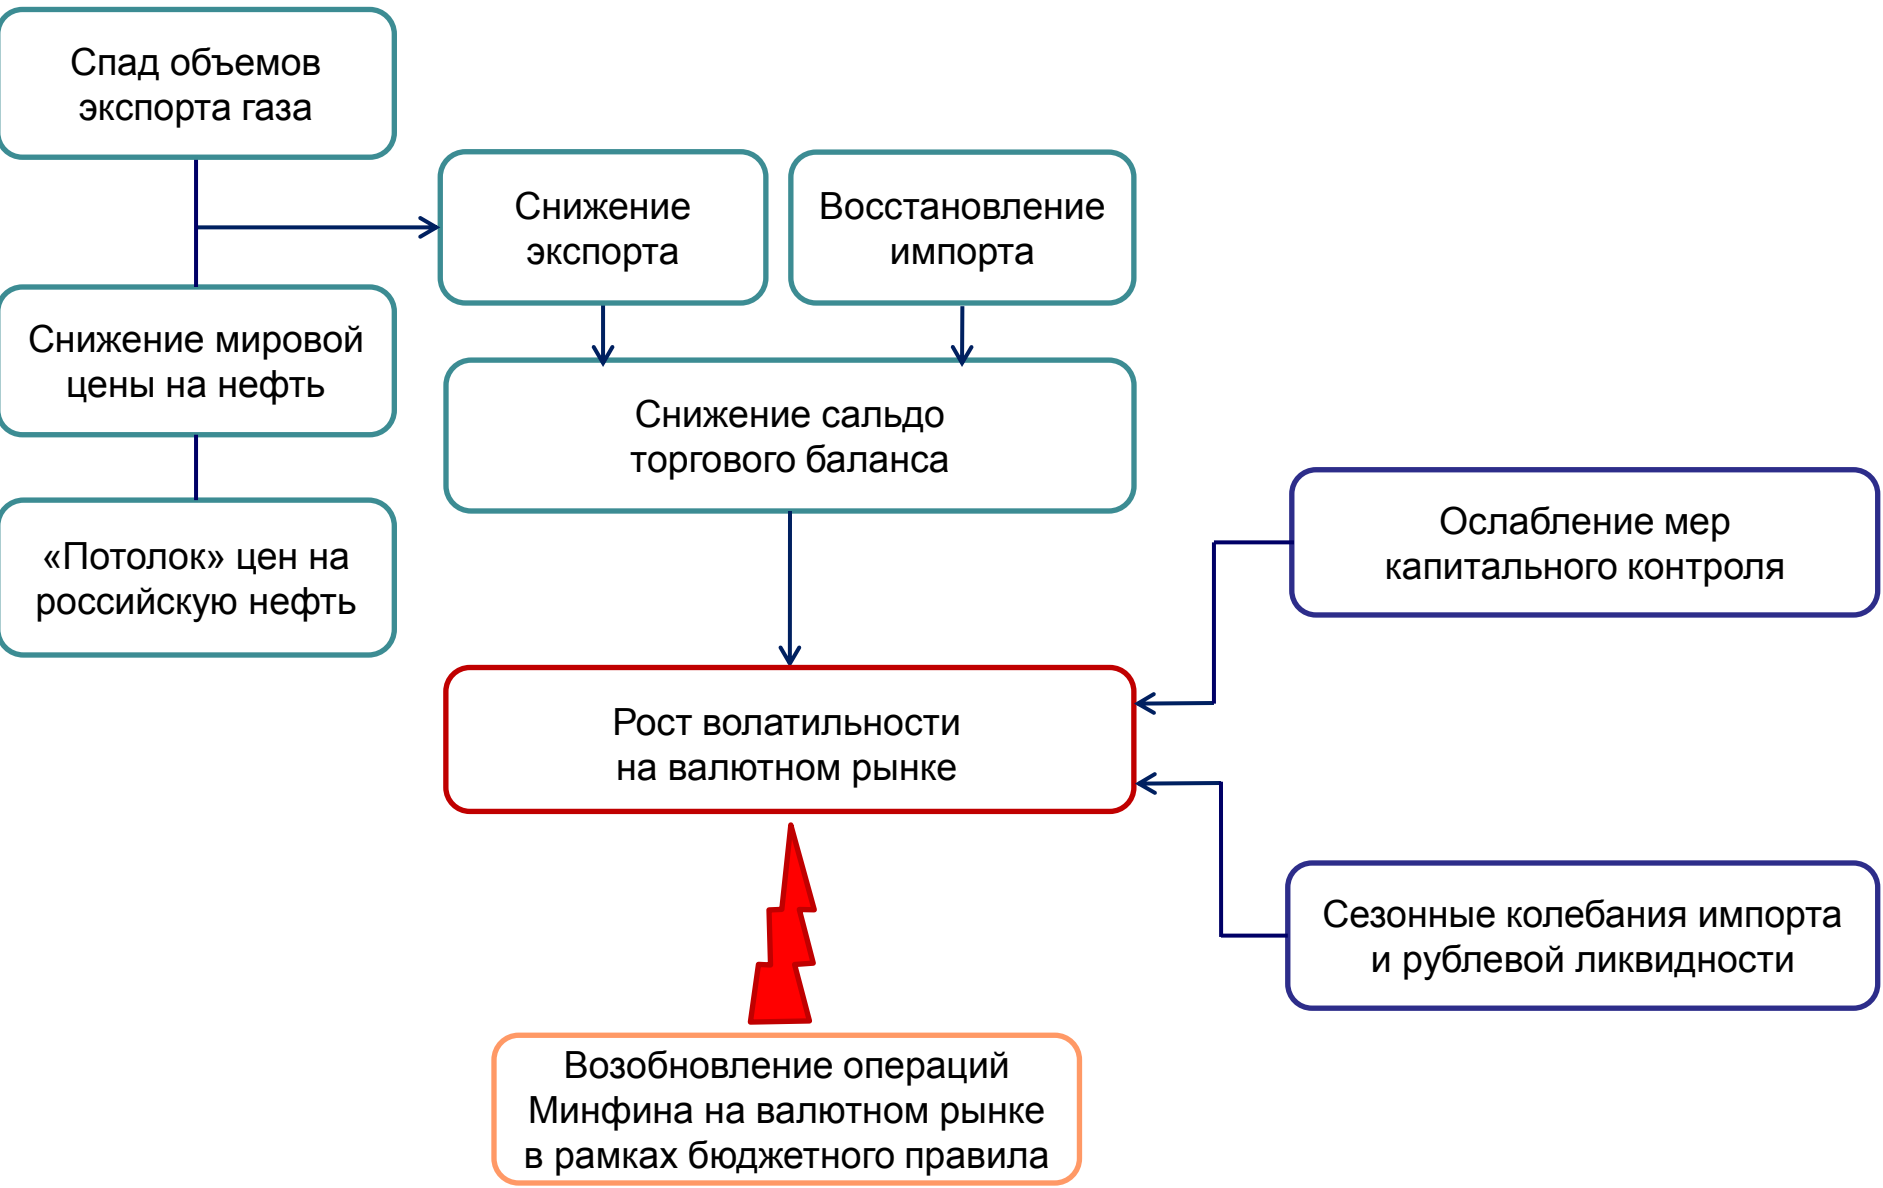 Спад объемов
экспорта газа
Снижение
экспорта
Восстановление
импорта
Снижение мировой
цены на нефть
Снижение сальдо
торгового баланса
«Потолок» цен на
российскую нефть
Ослабление мер
капитального контроля
Рост волатильности
на валютном рынке
Сезонные колебания импорта
и рублевой ликвидности
Возобновление операций
Минфина на валютном рынке
в рамках бюджетного правила